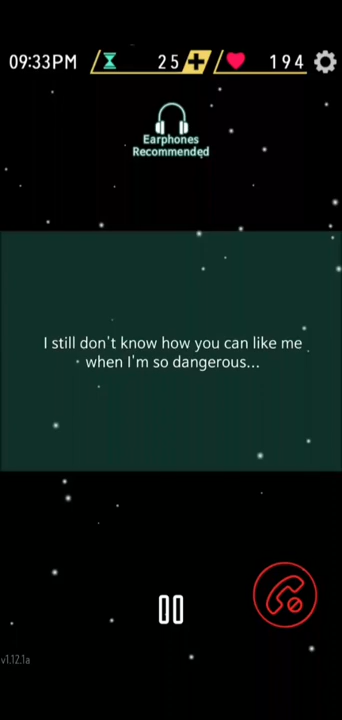 09:33PM 25 194
Earphones
Recommended
I still don't know how you can like me
when I'm so dangerous...
v1.12.1a